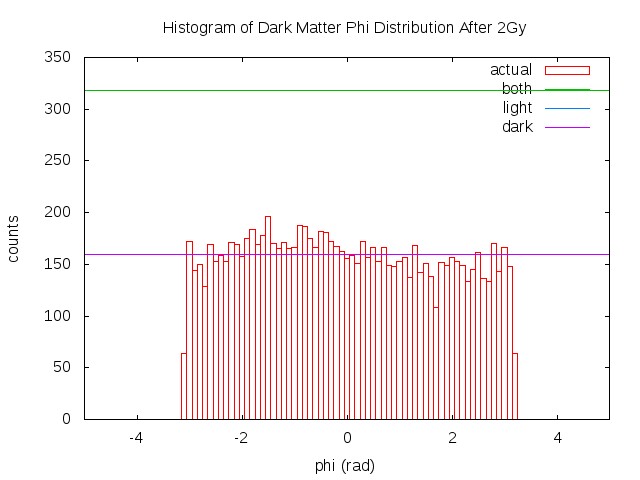 Histogram of Dark Matter Phi Distribution After 2Gy
350
300
250
200
150
100
50
0
counts
actual
both
light
dark
-4
-2
0
2
4
phi (rad)